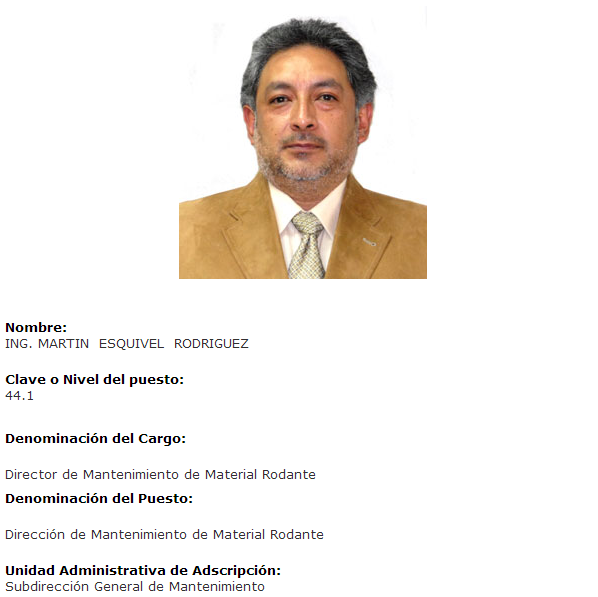 Nombre:
ING. MARTIN ESQUIVEL RODRIGUEZ
Clave o Nivel del puesto:
44.1
Denominación del Cargo:
Director de Mantenimiento de Material Rodante
Denominación del Puesto:
Dirección de Mantenimiento de Material Rodante
Unidad Administrativa de Adscripción:
Subdirección General de Mantenimiento